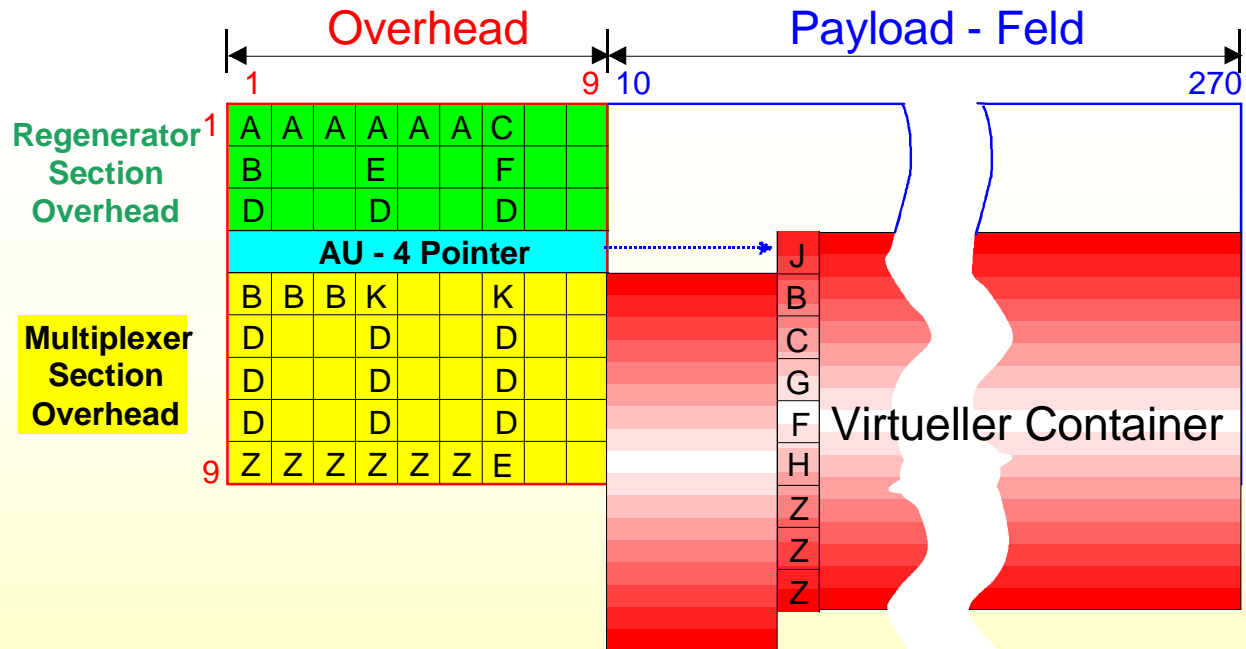 Overhead
Payload - Feld
1
9
10
270
Regenerator
Section
Overhead
1
A A A A A A C
B E F
D D D
AU - 4 Pointer
J
B B B K K
B
Multiplexer
Section
Overhead
D D D
C
D D D
G
D D D
F
Virtueller Container
9
Z Z Z Z Z Z E
H
Z
Z
Z